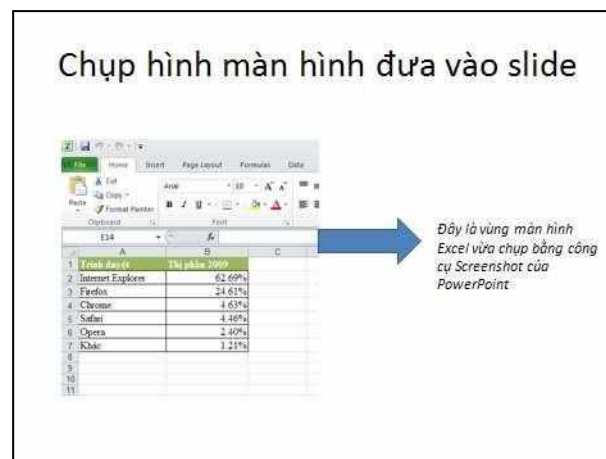 Chụp hình màn hình đưa vào slide
File Home Insert Page Layout Formulas Data
Cut
Arial 10
Copy
Paste
Format Painter
Clipboard Font
E14 fx
A B C
1 Trình duyệt Thị phần 2009
2 Internet Explorer 62.69%
3 Firefox 24.61%
4 Chrome 4.63%
5 Safari 4.46%
6 Opera 2.40%
7 Khác 1.21%
8
9
10
11
Đây là vùng màn hình
Excel vừa chụp bằng công
cụ Screenshot của
PowerPoint